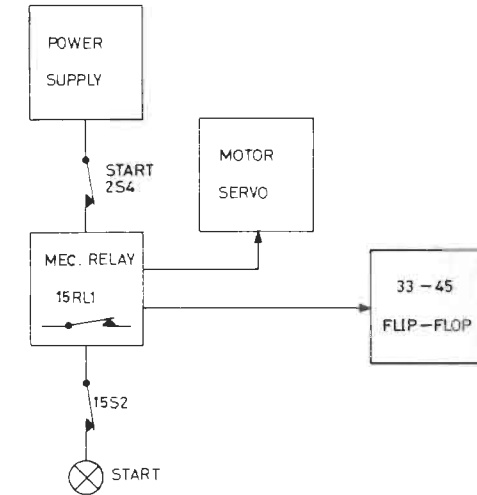 POWER
SUPPLY
START
2S4
MOTOR
SERVO
MEC. RELAY
15RL1
33-45
FLIP-FLOP
15S2
START